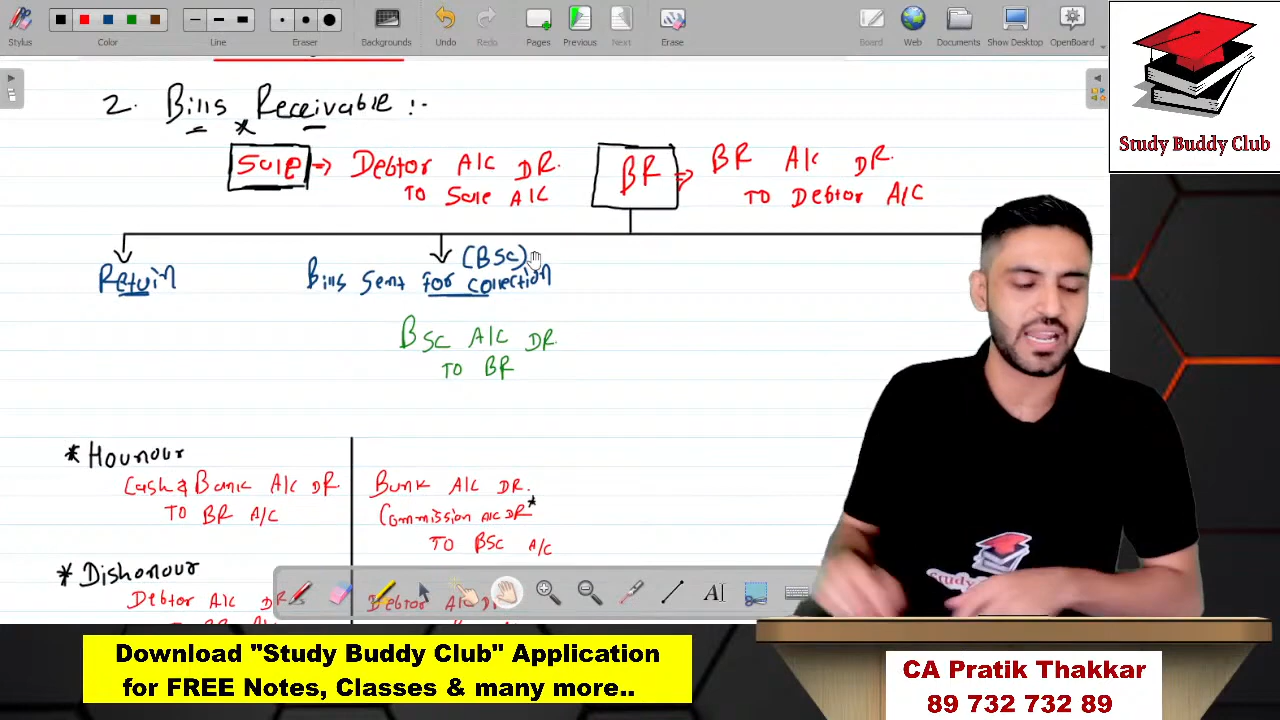 Stylus
Color
Line
Eraser
Backgrounds
Undo
Redo
Pages
Previous
Next
Erase
Board
Web
Documents
Show Desktop
OpenBoard
Study Buddy Club
2. Bills Receivable :-
Sale → Debtor A/C DR.
To Sale A/C
BR → BR A/C DR.
To Debtor A/C
Retain
(BSC)
Bills Sent for collection
BSC A/C DR.
To BR
* Hounour
Cash & Bank A/C DR
To BR A/C
Bank A/C DR.
Commission A/C DR*
To BSC A/C
* Dishonour
Debtor A/C DR
Debtor A/C
Download "Study Buddy Club" Application
for FREE Notes, Classes & many more..
CA Pratik Thakkar
89 732 732 89